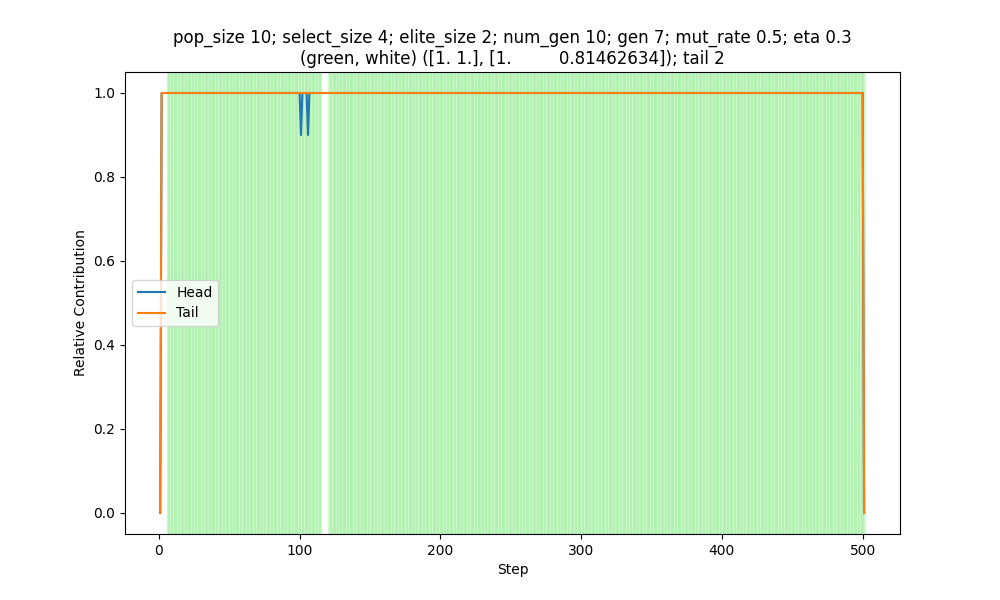 pop_size 10; select_size 4; elite_size 2; num_gen 10; gen 7; mut_rate 0.5; eta 0.3
(green, white) ([1. 1.], [1.          0.81462634]); tail 2
1.0
0.8
0.6
0.4
0.2
0.0
Relative Contribution
Head
Tail
0
100
200
300
400
500
Step